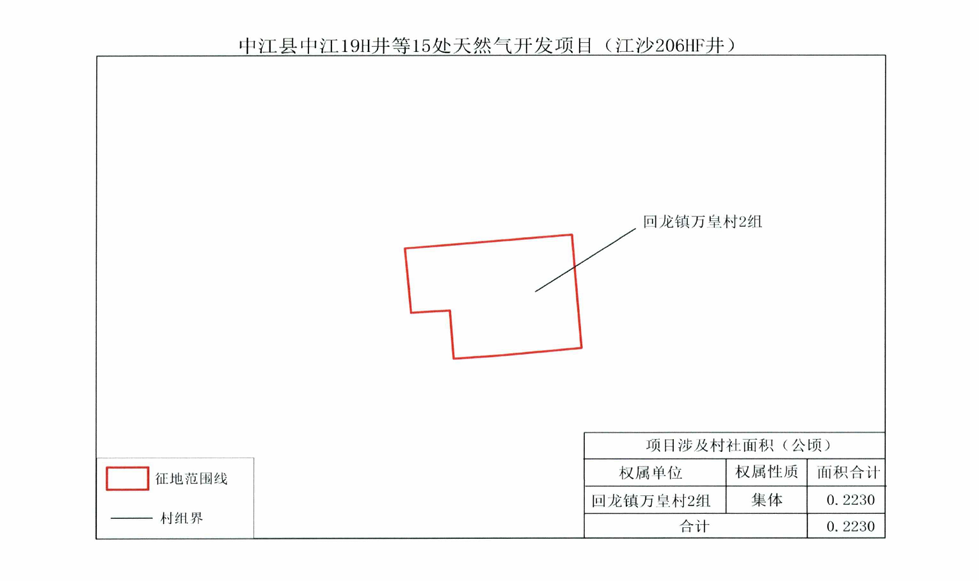 中江县中江19H井等15处天然气开发项目（江沙206HF井）
回龙镇万皇村2组
项目涉及村社面积（公顷）
权属单位 权属性质 面积合计
回龙镇万皇村2组 集体 0.2230
合计 0.2230
征地范围线
村组界